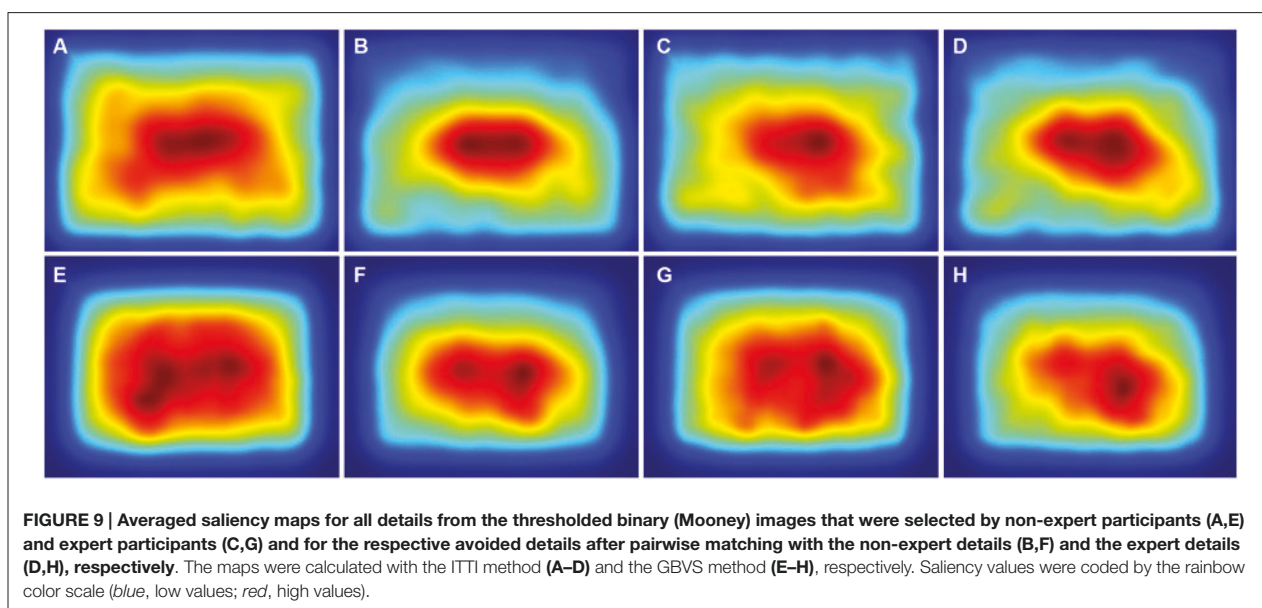 A B C D
E F G H
FIGURE 9 | Averaged saliency maps for all details from the thresholded binary (Mooney) images that were selected by non-expert participants (A,E)
and expert participants (C,G) and for the respective avoided details after pairwise matching with the non-expert details (B,F) and the expert details
(D,H), respectively. The maps were calculated with the ITTI method (A–D) and the GBVS method (E–H), respectively. Saliency values were coded by the rainbow
color scale (blue, low values; red, high values).